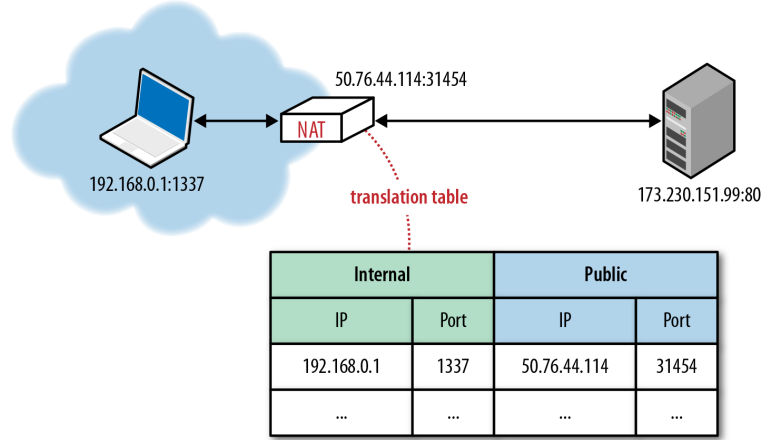 50.76.44.114:31454
NAT
192.168.0.1:1337
173.230.151.99:80
translation table
Internal Public
IP Port IP Port
192.168.0.1 1337 50.76.44.114 31454
... ... ... ...